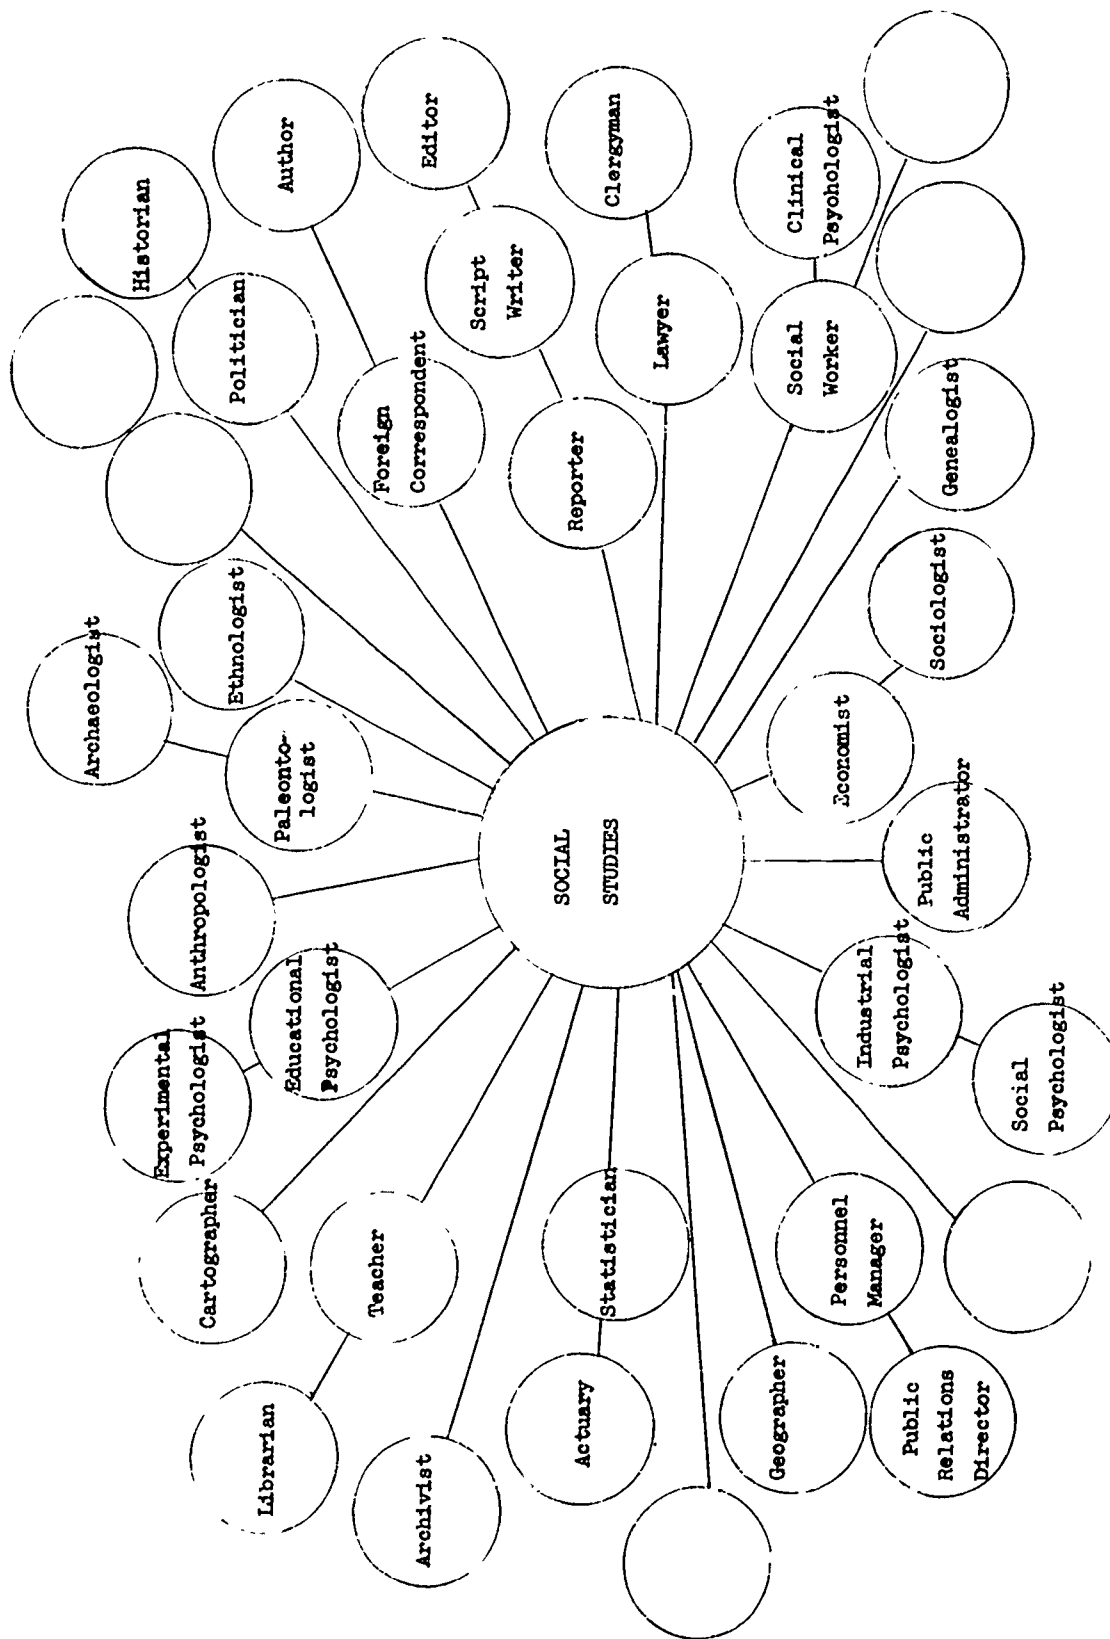 Archaeologist
Historian
Experimental
Psychologist
Anthropologist
Cartographer
Ethnologist
Politician
Librarian
Paleonto-
logist
Author
Educational
Psychologist
Teacher
Foreign
Correspondent
Archivist
Editor
Script
Writer
SOCIAL
STUDIES
Reporter
Actuary
Statistician
Clergyman
Lawyer
Geographer
Social
Worker
Clinical
Psyohologist
Personnel
Manager
Economist
Industrial
Psychologist
Public
Relations
Director
Public
Administrator
Sociologist
Genealogist
Social
Psychologist